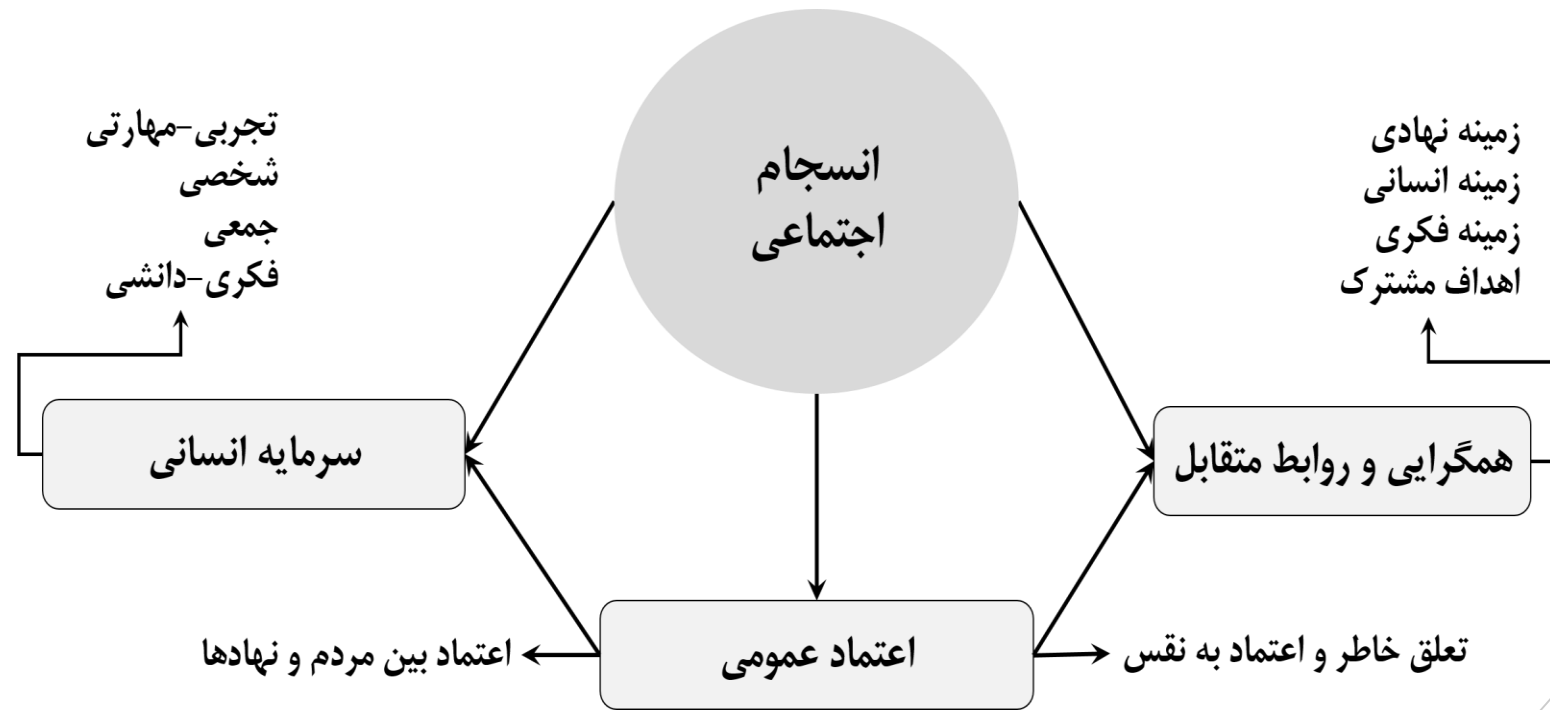 انسجام
اجتماعی
زمینه نهادی
زمینه انسانی
زمینه فکری
اهداف مشترک
تجربی-مهارتی
شخصی
جمعی
فکری-دانشی
همگرایی و روابط متقابل
سرمایه انسانی
اعتماد عمومی
تعلق خاطر و اعتماد به نقس
اعتماد بین مردم و نهادها